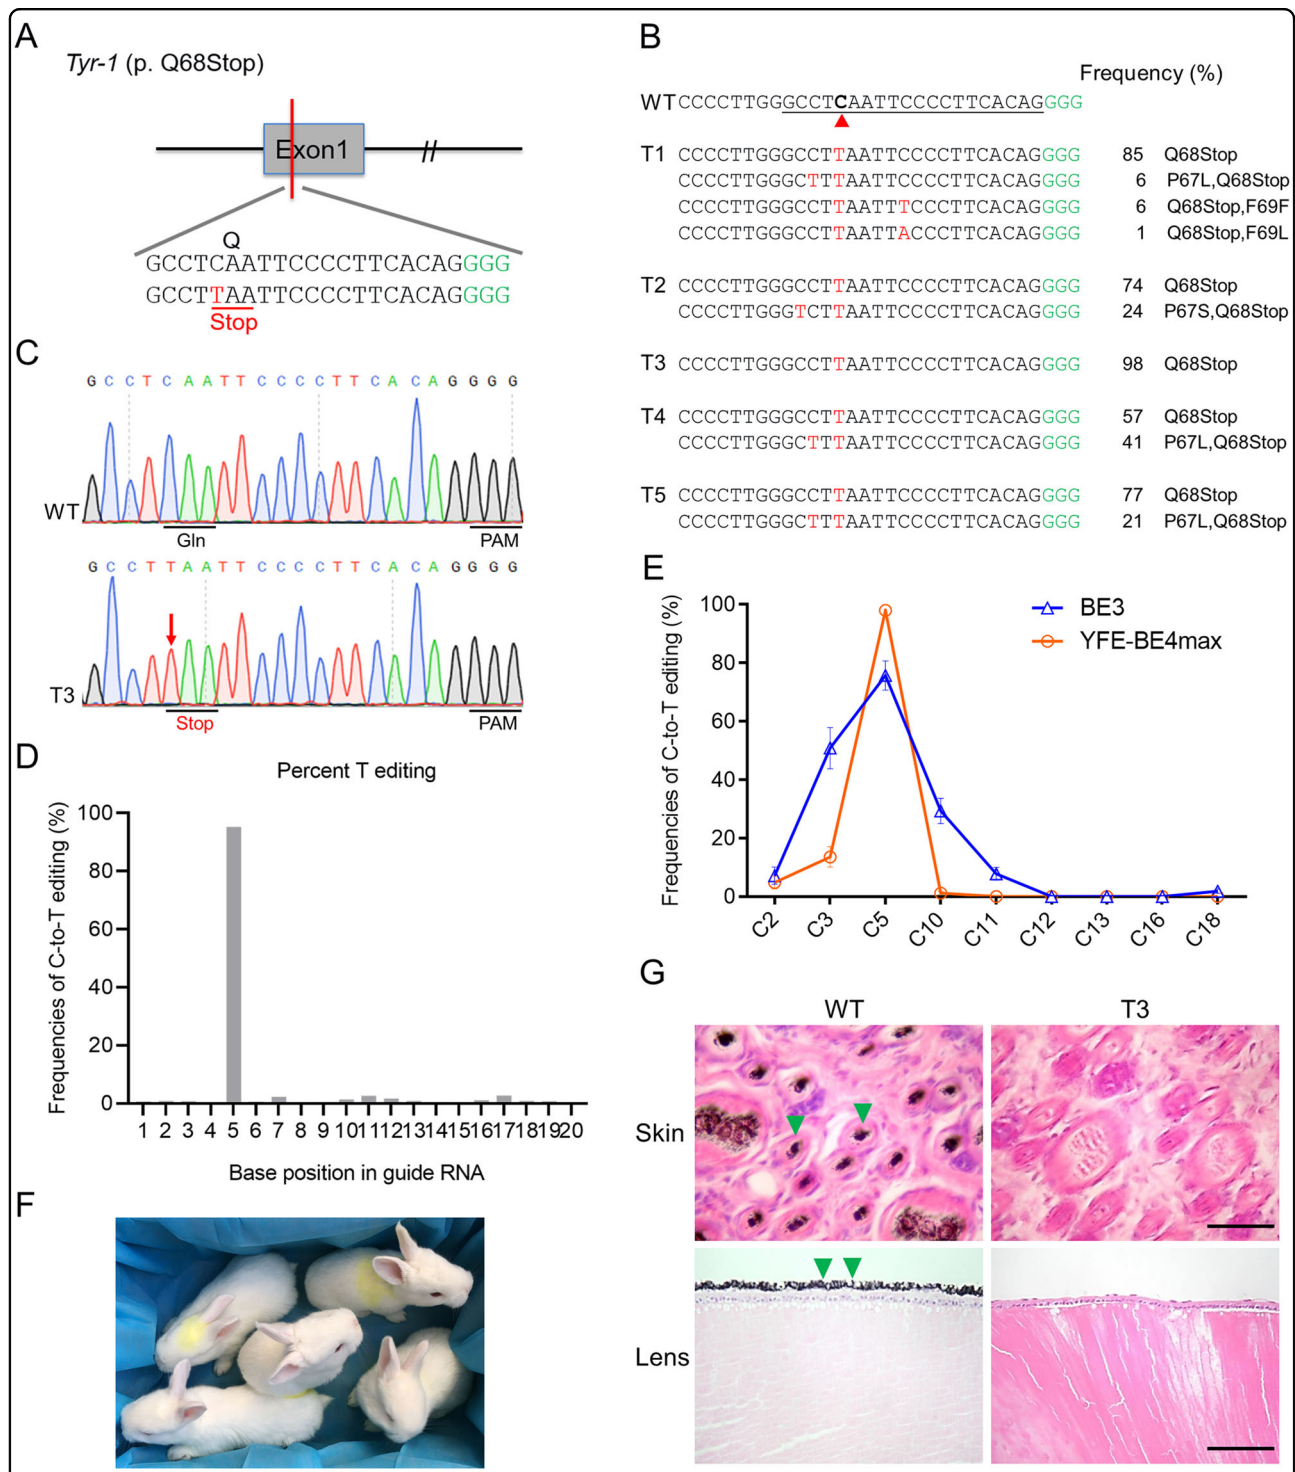 A
Tyr-1 (p. Q68Stop)
Exon1
//
Q
GCCTCAATTCCCCTTCACAGGGG
GCCTTAATTCCCCTTCACAGGGG
Stop
B
Frequency (%)
WT CCCCTTGGGCCTCAATTCCCCTTCACAGGGG
T1 CCCCTTGGGCCTTAATTCCCCTTCACAGGGG 85 Q68Stop
CCCCTTGGGCTTTAATTCCCCTTCACAGGGG 6 P67L,Q68Stop
CCCCTTGGGCCTTAATTTCCCTTCACAGGGG 6 Q68Stop,F69F
CCCCTTGGGCCTTAATTACCCTTCACAGGGG 1 Q68Stop,F69L
T2 CCCCTTGGGCCTTAATTCCCCTTCACAGGGG 74 Q68Stop
CCCCTTGGGTCTTAATTCCCCTTCACAGGGG 24 P67S,Q68Stop
T3 CCCCTTGGGCCTTAATTCCCCTTCACAGGGG 98 Q68Stop
T4 CCCCTTGGGCCTTAATTCCCCTTCACAGGGG 57 Q68Stop
CCCCTTGGGCTTTAATTCCCCTTCACAGGGG 41 P67L,Q68Stop
T5 CCCCTTGGGCCTTAATTCCCCTTCACAGGGG 77 Q68Stop
CCCCTTGGGCTTTAATTCCCCTTCACAGGGG 21 P67L,Q68Stop
C
G C C T C A A T T C C C C T T C A C A G G G G
WT
Gln PAM
G C C T T A A T T C C C C T T C A C A G G G G
T3
Stop PAM
D
Percent T editing
Frequencies of C-to-T editing (%)
100
80
60
40
20
0
1 2 3 4 5 6 7 8 9 10 11 12 13 14 15 16 17 18 19 20
Base position in guide RNA
E
Frequencies of C-to-T editing (%)
100
80
60
40
20
0
C2 C3 C5 C10 C11 C12 C13 C16 C18
BE3
YFE-BE4max
F
G
WT T3
Skin
Lens